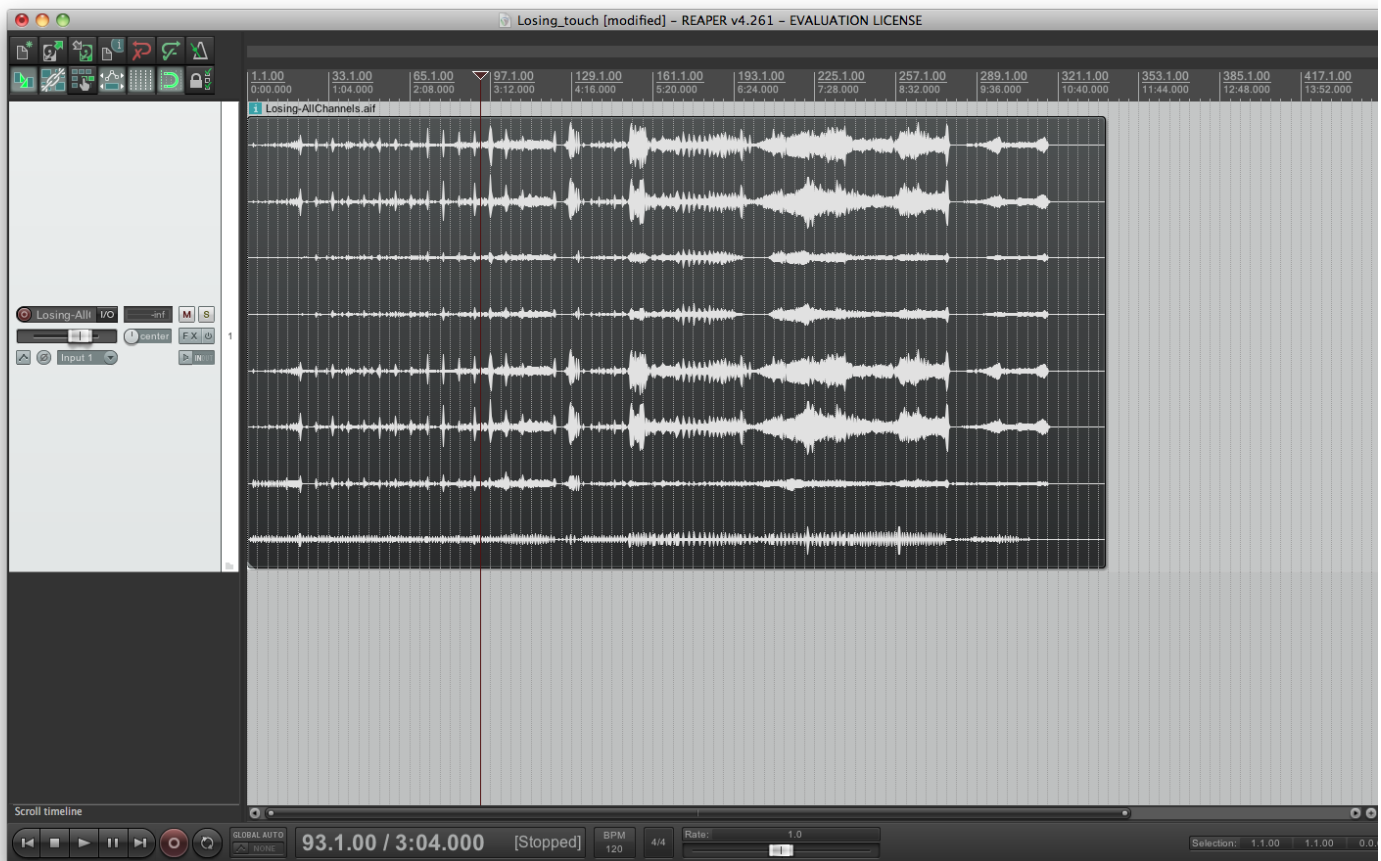 Losing_touch [modified] – REAPER v4.261 – EVALUATION LICENSE
1.1.00 33.1.00 65.1.00 97.1.00 129.1.00 161.1.00 193.1.00 225.1.00 257.1.00 289.1.00 321.1.00 353.1.00 385.1.00 417.1.00
0:00.000 1:04.000 2:08.000 3:12.000 4:16.000 5:20.000 6:24.000 7:28.000 8:32.000 9:36.000 10:40.000 11:44.000 12:48.000 13:52.000
i Losing-AllChannels.aif
Losing-All I/O -inf M S
center FX
1
Input 1 IN
Scroll timeline
GLOBAL AUTO
NONE
93.1.00 / 3:04.000 [Stopped]
BPM
120
4/4
Rate: 1.0
Selection: 1.1.00 1.1.00 0.0.